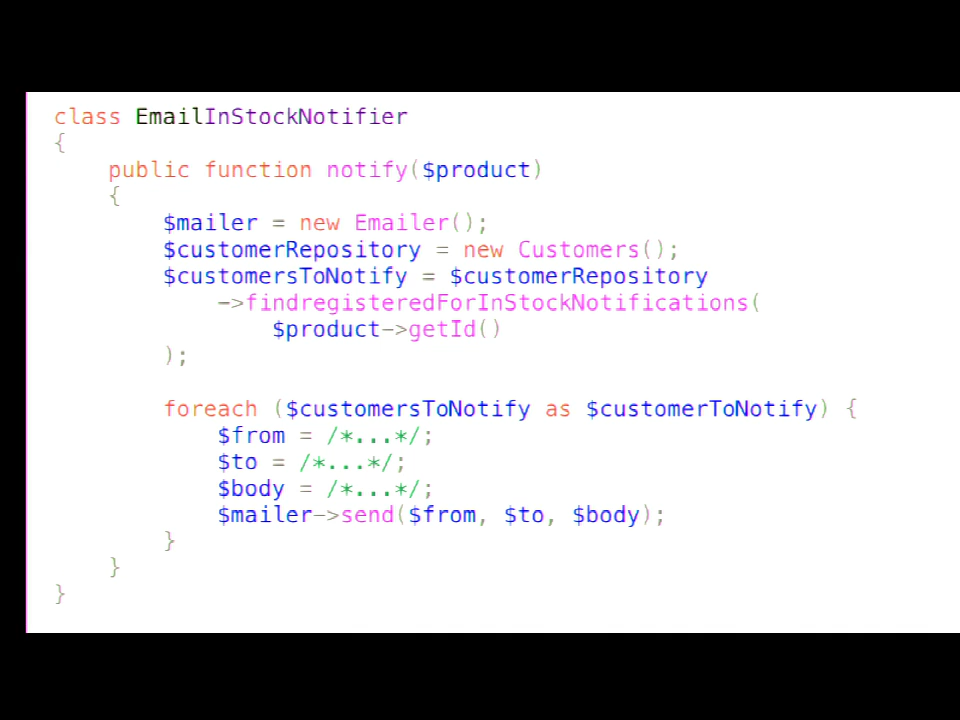 class EmailInStockNotifier
{
    public function notify($product)
    {
        $mailer = new Emailer();
        $customerRepository = new Customers();
        $customersToNotify = $customerRepository
            ->findregisteredForInStockNotifications(
                $product->getId()
        );

        foreach ($customersToNotify as $customerToNotify) {
            $from = /*...*/;
            $to = /*...*/;
            $body = /*...*/;
            $mailer->send($from, $to, $body);
        }
    }
}